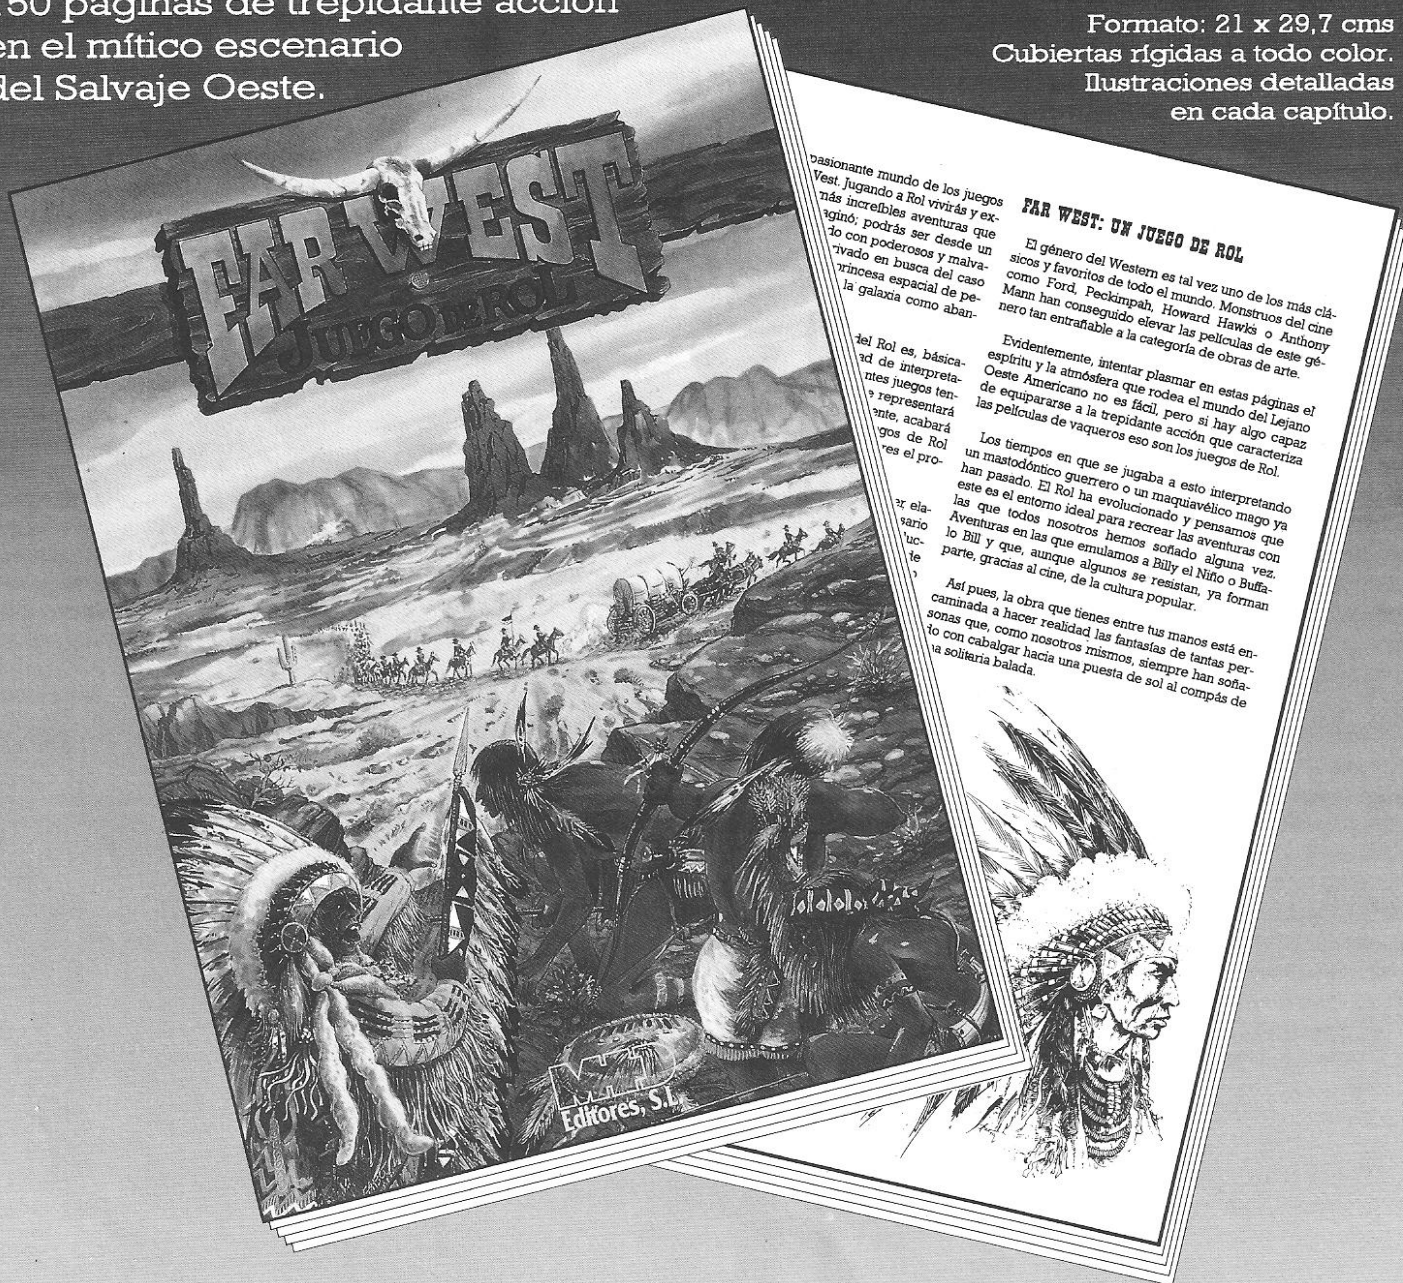 150 páginas de trepidante acción
en el mítico escenario
del Salvaje Oeste.
Formato: 21 x 29,7 cms
Cubiertas rígidas a todo color.
Ilustraciones detalladas
en cada capítulo.
FAR WEST
JUEGO DE ROL
Editores, S.L.
pasionante mundo de los juegos
Vest. Jugando a Rol vivirás y ex-
más increíbles aventuras que
aginó; podrás ser desde un
do con poderosos y malva-
rivado en busca del caso
princesa espacial de pe-
la galaxia como aban-
del Rol es, básica-
ad de interpreta-
ntes juegos ten-
e representará
ente, acabará
egos de Rol
res el pro-
er ela-
sario
luc-
de
FAR WEST: UN JUEGO DE ROL
El género del Western es tal vez uno de los más clá-
sicos y favoritos de todo el mundo. Monstruos del cine
como Ford, Peckimpah, Howard Hawks o Anthony
Mann han conseguido elevar las películas de este gé-
nero tan entrañable a la categoría de obras de arte.
Evidentemente, intentar plasmar en estas páginas el
espíritu y la atmósfera que rodea el mundo del Lejano
Oeste Americano no es fácil, pero si hay algo capaz
de equipararse a la trepidante acción que caracteriza
las películas de vaqueros eso son los juegos de Rol.
Los tiempos en que se jugaba a esto interpretando
un mastodóntico guerrero o un maquiavélico mago ya
han pasado. El Rol ha evolucionado y pensamos que
este es el entorno ideal para recrear las aventuras con
las que todos nosotros hemos soñado alguna vez.
Aventuras en las que emulamos a Billy el Niño o Buffa-
lo Bill y que, aunque algunos se resistan, ya forman
parte, gracias al cine, de la cultura popular.
Así pues, la obra que tienes entre tus manos está en-
caminada a hacer realidad las fantasías de tantas per-
sonas que, como nosotros mismos, siempre han soña-
do con cabalgar hacia una puesta de sol al compás de
na solitaria balada.